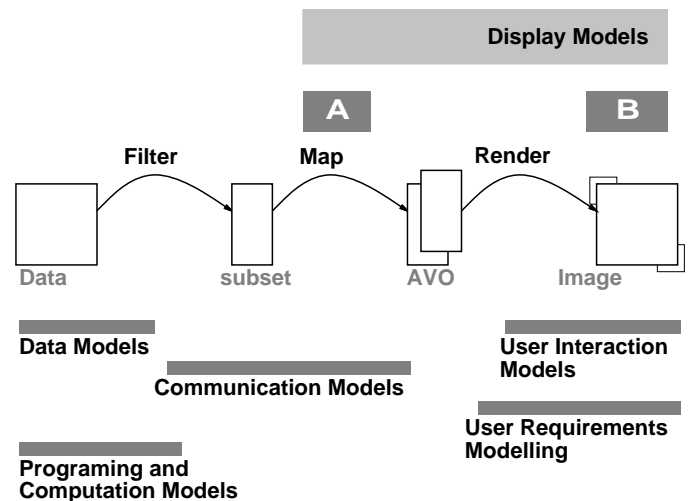 Display Models
A
B
Filter
Map
Render
Data
subset
AVO
Image
Data Models
User Interaction
Models
Communication Models
User Requirements
Modelling
Programing and
Computation Models